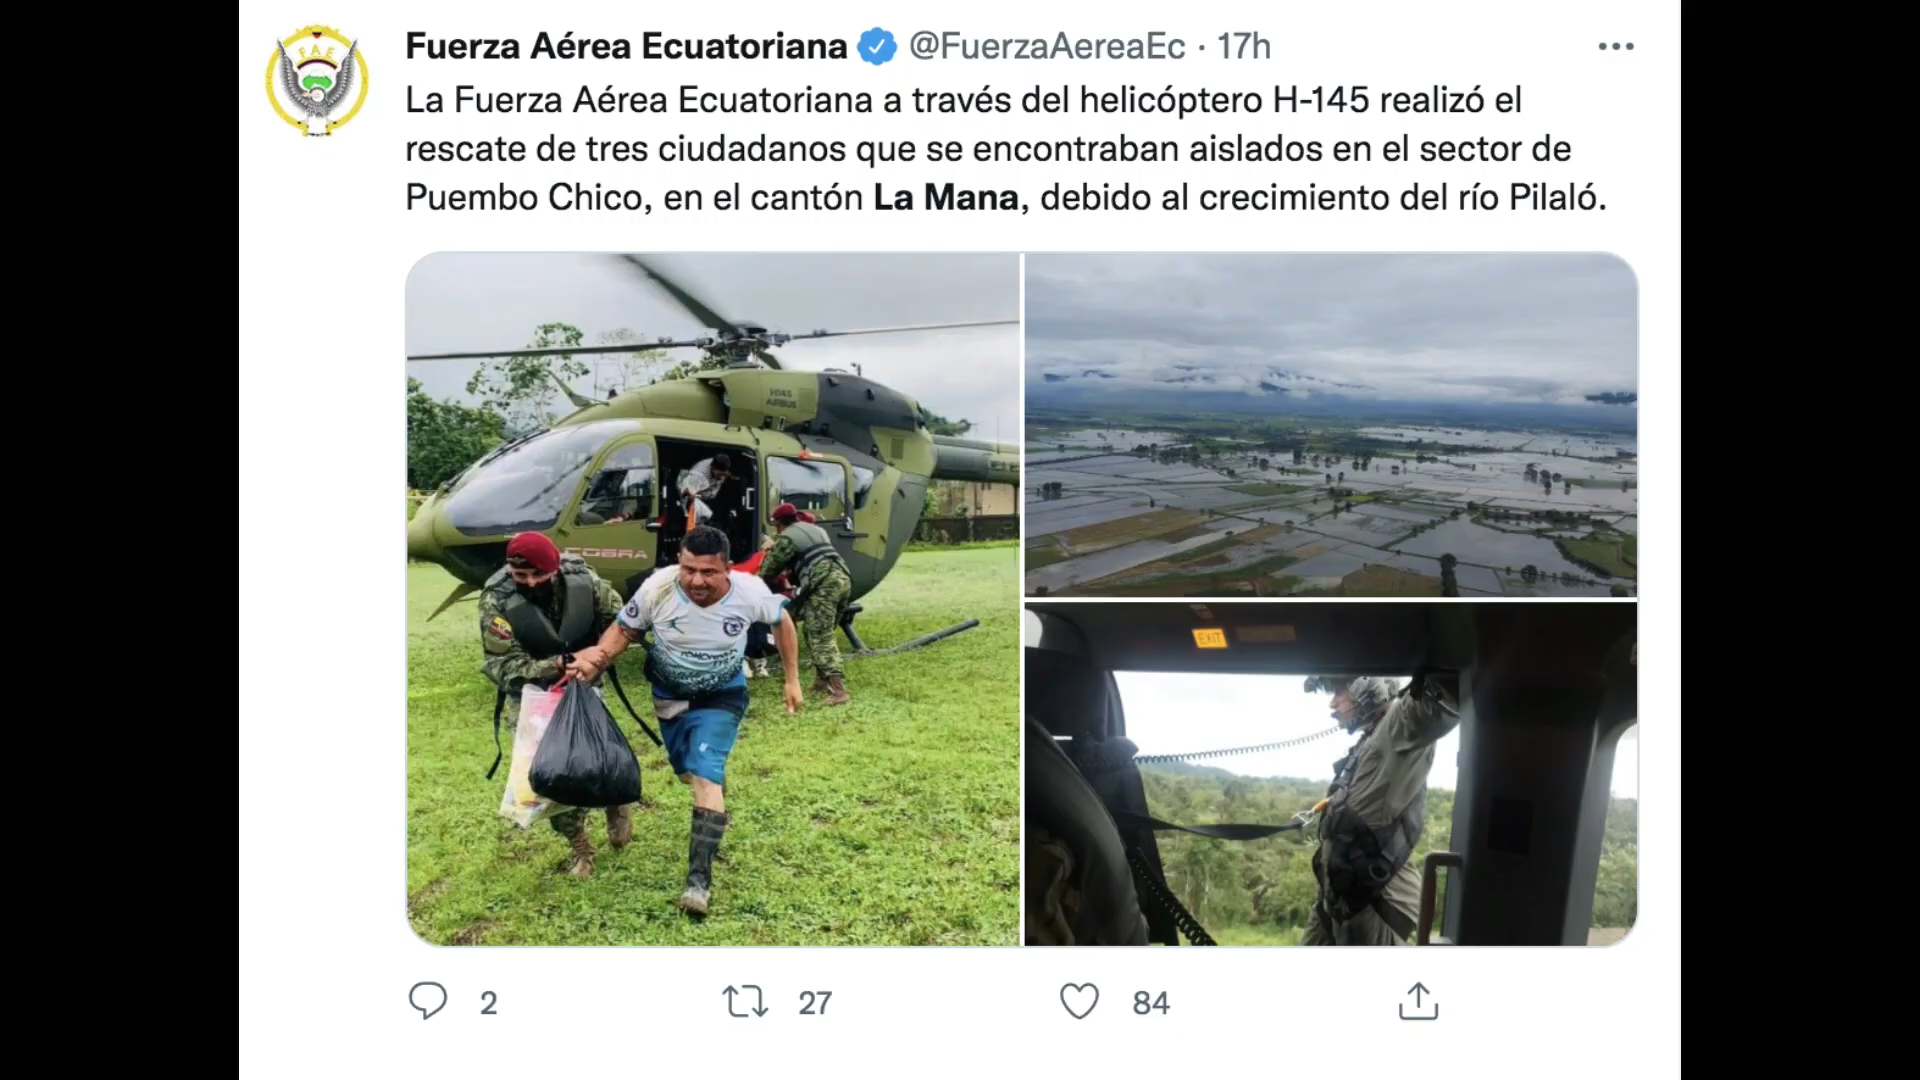 F A E
Fuerza Aérea Ecuatoriana @FuerzaAereaEc · 17h
La Fuerza Aérea Ecuatoriana a través del helicóptero H-145 realizó el
rescate de tres ciudadanos que se encontraban aislados en el sector de
Puembo Chico, en el cantón La Mana, debido al crecimiento del río Pilaló.
H145
AIRBUS
COBRA
EXIT
2 27 84